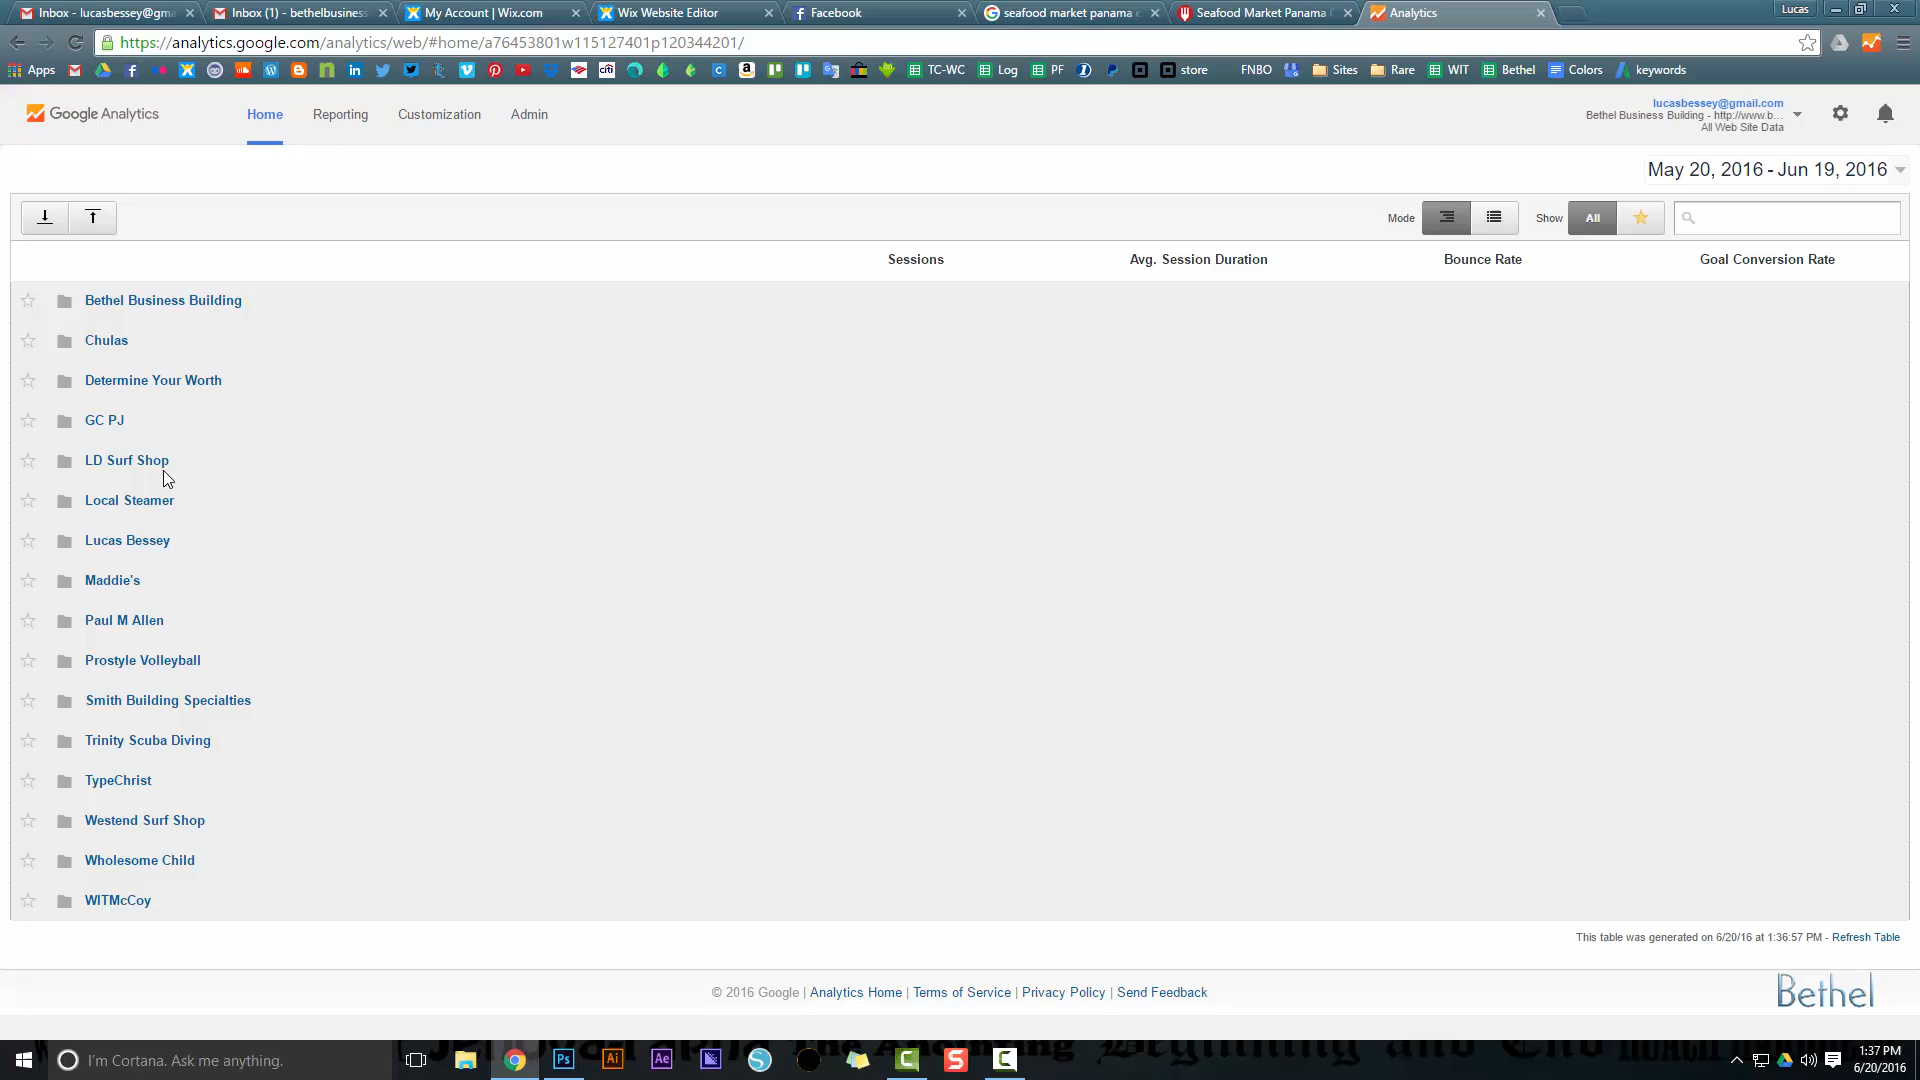 Inbox - lucasbessey@gma
Inbox (1) - bethelbusiness
My Account | Wix.com
Wix Website Editor
Facebook
seafood market panama c
Seafood Market Panama C
Analytics
Lucas
https://analytics.google.com/analytics/web/#home/a76453801w115127401p120344201/
Apps
TC-WC
Log
PF
store
FNBO
Sites
Rare
WIT
Bethel
Colors
keywords
Google Analytics
Home
Reporting
Customization
Admin
lucasbessey@gmail.com
Bethel Business Building - http://www.b...
All Web Site Data
May 20, 2016 - Jun 19, 2016
Mode
Show
All
Sessions
Avg. Session Duration
Bounce Rate
Goal Conversion Rate
Bethel Business Building
Chulas
Determine Your Worth
GC PJ
LD Surf Shop
Local Steamer
Lucas Bessey
Maddie's
Paul M Allen
Prostyle Volleyball
Smith Building Specialties
Trinity Scuba Diving
TypeChrist
Westend Surf Shop
Wholesome Child
WITMcCoy
This table was generated on 6/20/16 at 1:36:57 PM - Refresh Table
© 2016 Google | Analytics Home | Terms of Service | Privacy Policy | Send Feedback
Bethel
I'm Cortana. Ask me anything.
1:37 PM
6/20/2016